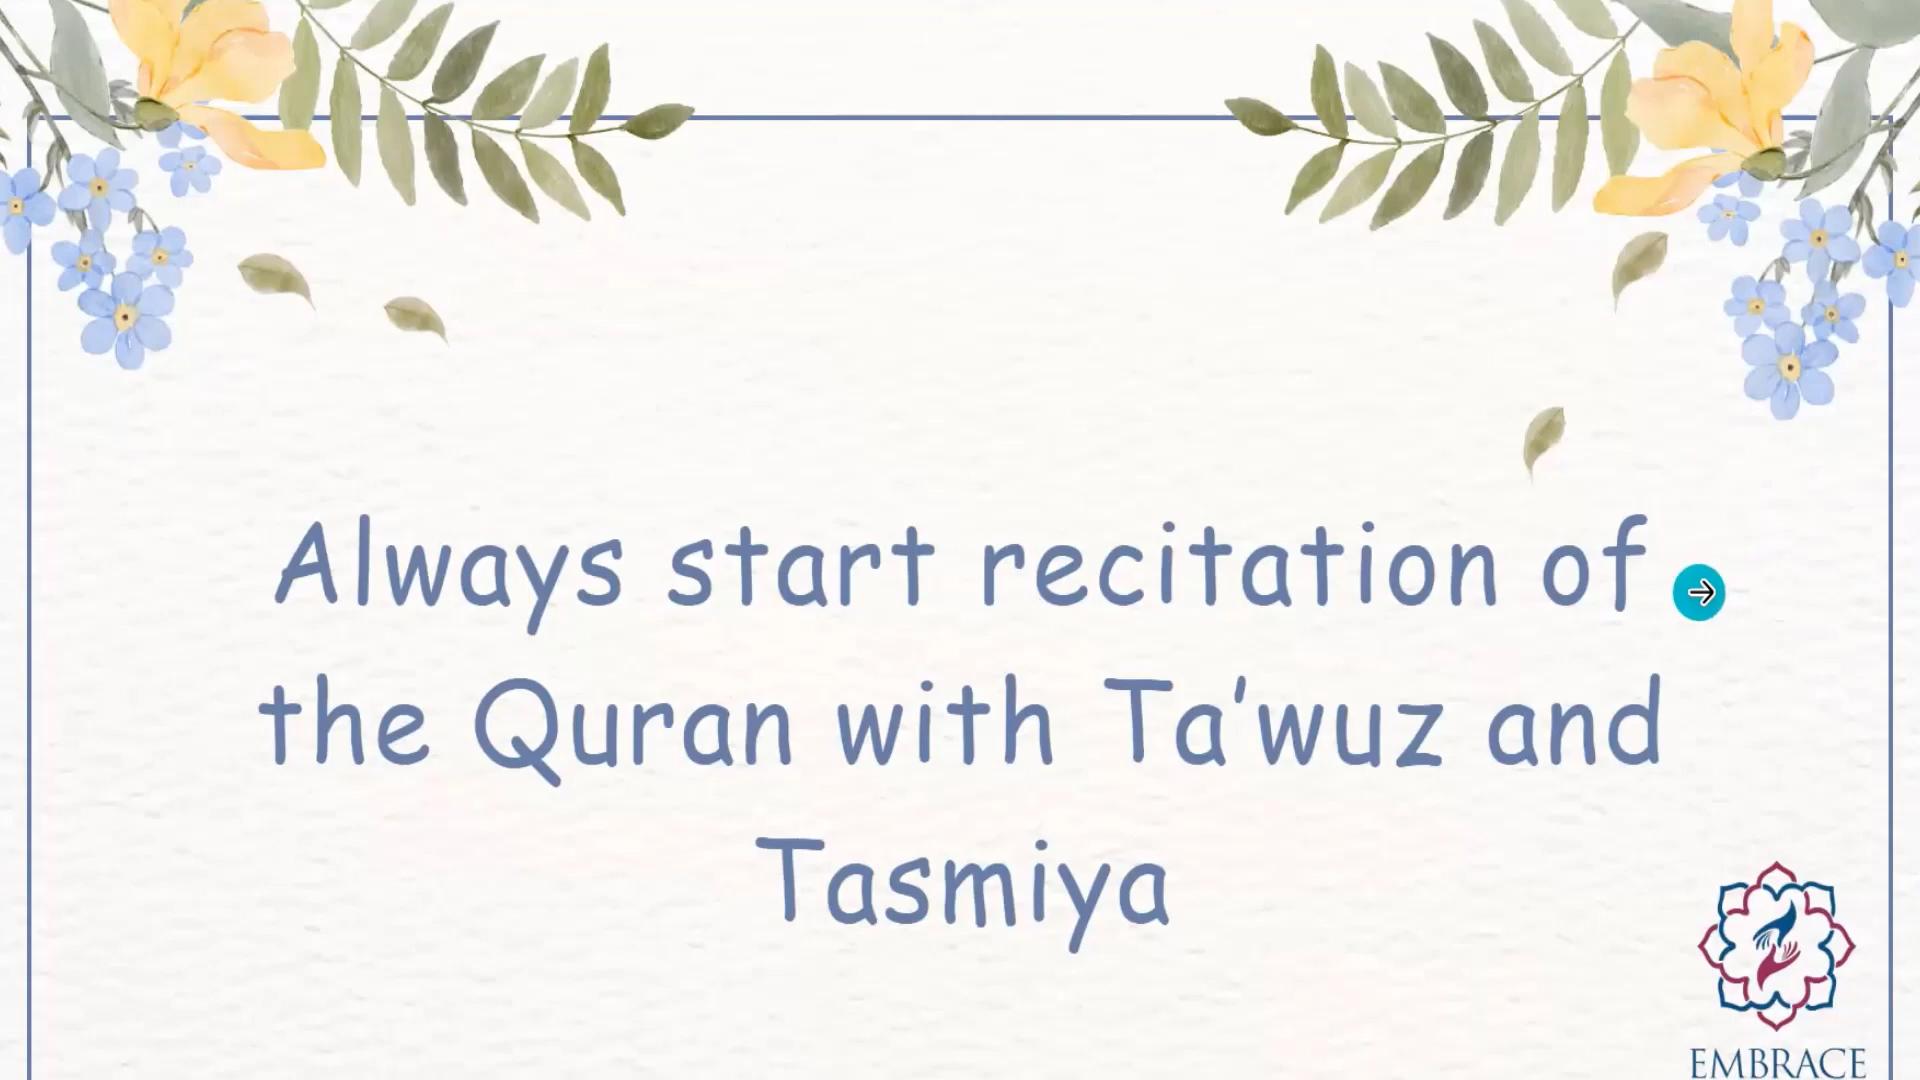 Always start recitation of
the Quran with Ta'wuz and
Tasmiya
EMBRACE